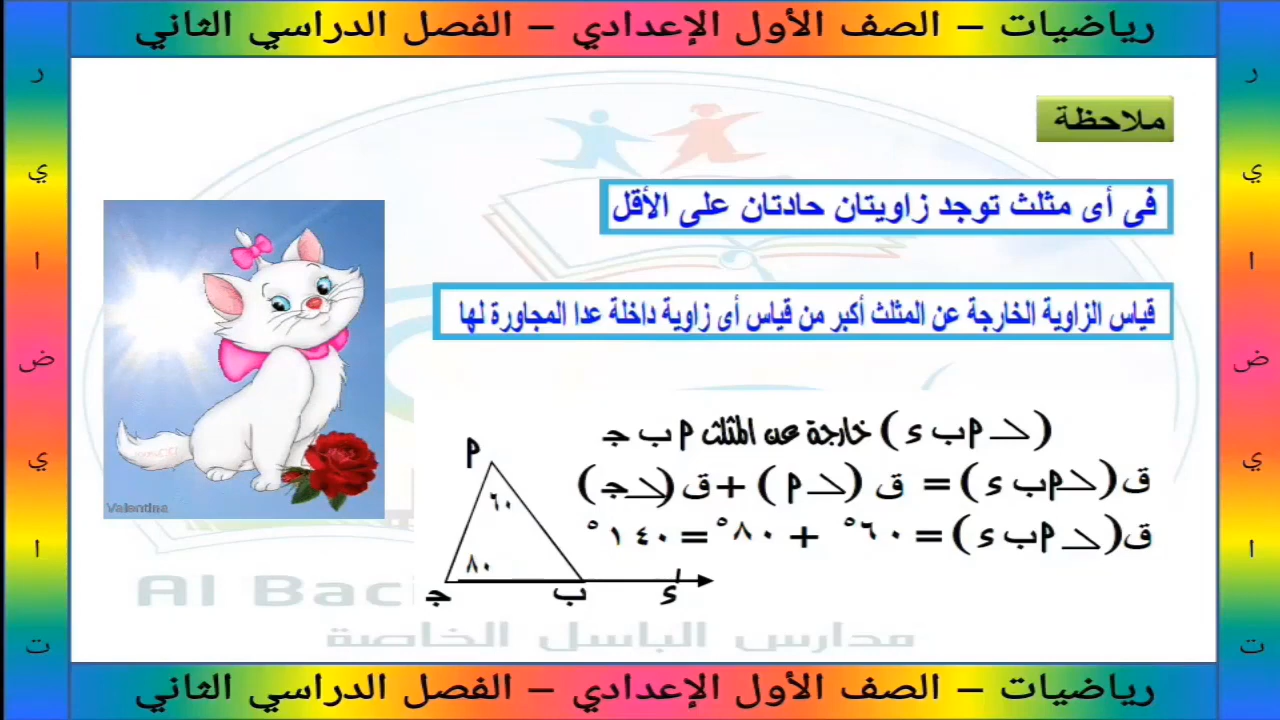 رياضيات – الصف الأول الإعدادي – الفصل الدراسي الثاني
ملاحظة
فى أى مثلث توجد زاويتان حادتان على الأقل
قياس الزاوية الخارجة عن المثلث أكبر من قياس أى زاوية داخلة عدا المجاورة لها
(ﮮ م ب ء) خارجة عن المثلث م ب جـ
ق(ﮮ م ب ء) = ق (ﮮ م) + ق (ﮮ جـ)
ق(ﮮ م ب ء) = ٦٠° + ٨٠° = ١٤٠°
م
٦٠
٨٠
ء ب جـ
Valentina
Al Baci
مدارس الباسل الخاصة
ر ي ا ض ي ا ت
ر ي ا ض ي ا ت
رياضيات – الصف الأول الإعدادي – الفصل الدراسي الثاني